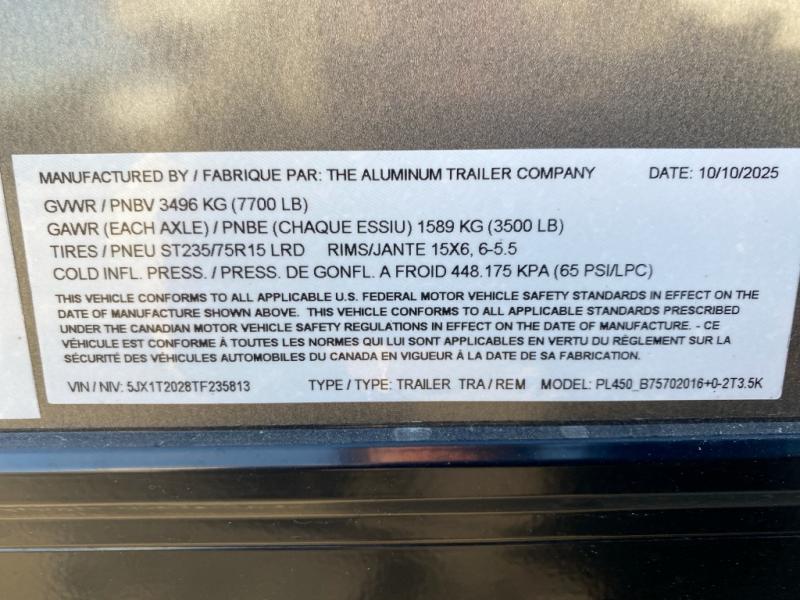 MANUFACTURED BY / FABRIQUE PAR: THE ALUMINUM TRAILER COMPANY DATE: 10/10/2025
GVWR / PNBV 3496 KG (7700 LB)
GAWR (EACH AXLE) / PNBE (CHAQUE ESSIU) 1589 KG (3500 LB)
TIRES / PNEU ST235/75R15 LRD RIMS/JANTE 15X6, 6-5.5
COLD INFL. PRESS. / PRESS. DE GONFL. A FROID 448.175 KPA (65 PSI/LPC)
THIS VEHICLE CONFORMS TO ALL APPLICABLE U.S. FEDERAL MOTOR VEHICLE SAFETY STANDARDS IN EFFECT ON THE
DATE OF MANUFACTURE SHOWN ABOVE. THIS VEHICLE CONFORMS TO ALL APPLICABLE STANDARDS PRESCRIBED
UNDER THE CANADIAN MOTOR VEHICLE SAFETY REGULATIONS IN EFFECT ON THE DATE OF MANUFACTURE. - CE
VÉHICULE EST CONFORME À TOUTES LES NORMES QUI LUI SONT APPLICABLES EN VERTU DU RÈGLEMENT SUR LA
SÉCURITÉ DES VÉHICULES AUTOMOBILES DU CANADA EN VIGUEUR À LA DATE DE SA FABRICATION.
VIN / NIV: 5JX1T2028TF235813 TYPE / TYPE: TRAILER TRA / REM MODEL: PL450_B75702016+0-2T3.5K